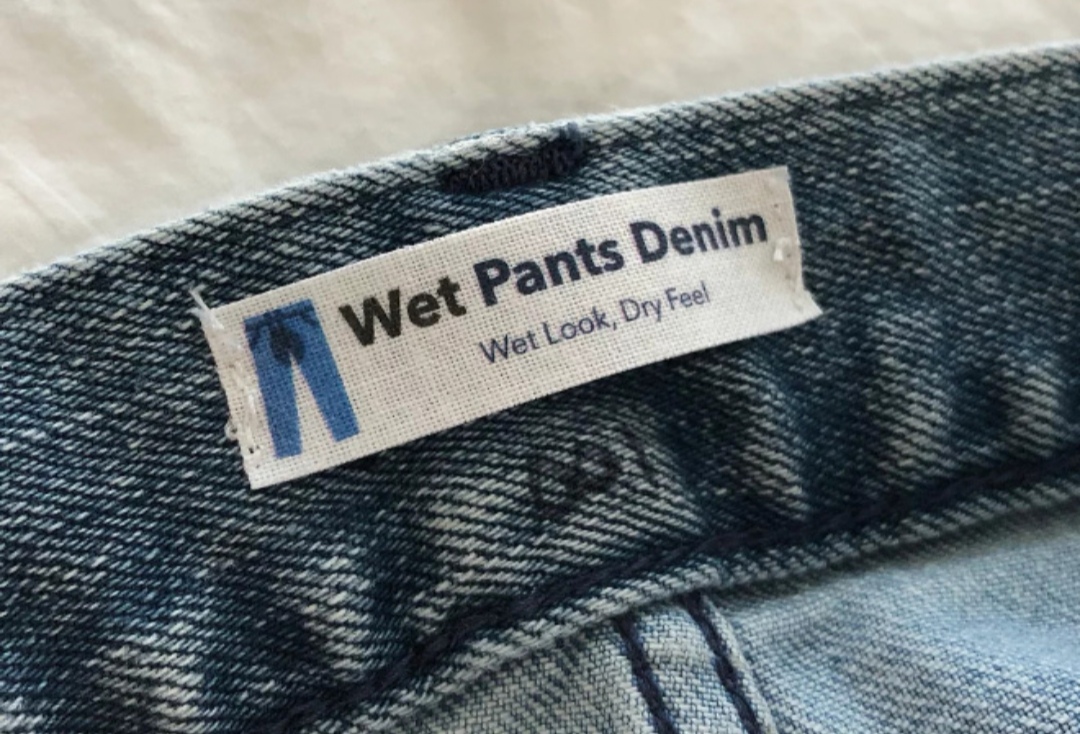 Wet Pants Denim
Wet Look, Dry Feel